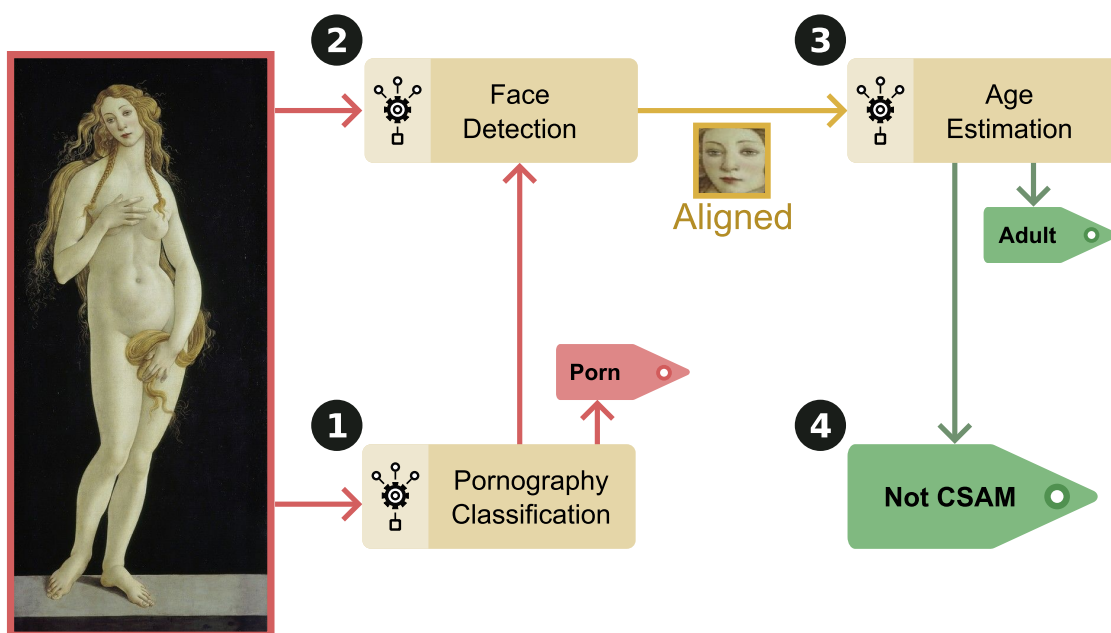 2
Face
Detection
3
Age
Estimation
Aligned
Adult
Porn
1
Pornography
Classification
4
Not CSAM